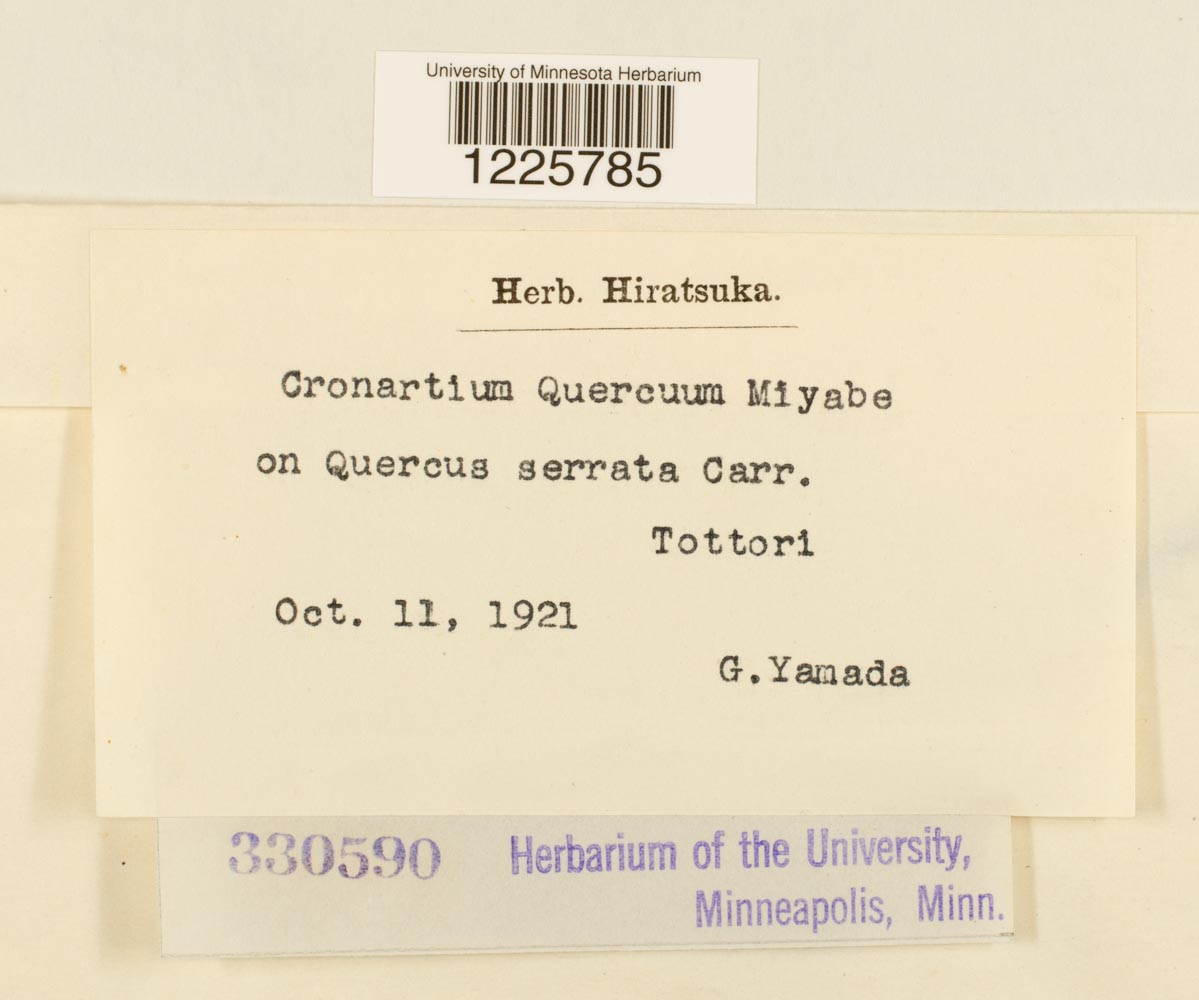 University of Minnesota Herbarium
1225785
Herb. Hiratsuka.
Cronartium Quercuum Miyabe
on Quercus serrata Carr.
Tottori
Oct. 11, 1921
G.Yamada
330590 Herbarium of the University,
Minneapolis, Minn.